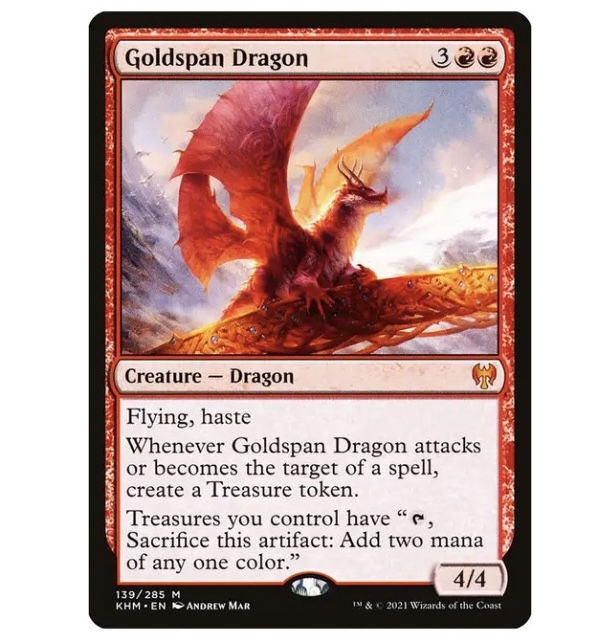 Goldspan Dragon 3
Creature — Dragon
Flying, haste
Whenever Goldspan Dragon attacks
or becomes the target of a spell,
create a Treasure token.
Treasures you control have “ ,
Sacrifice this artifact: Add two mana
of any one color.”
4/4
139/285 M
KHM • EN Andrew Mar
™ & © 2021 Wizards of the Coast